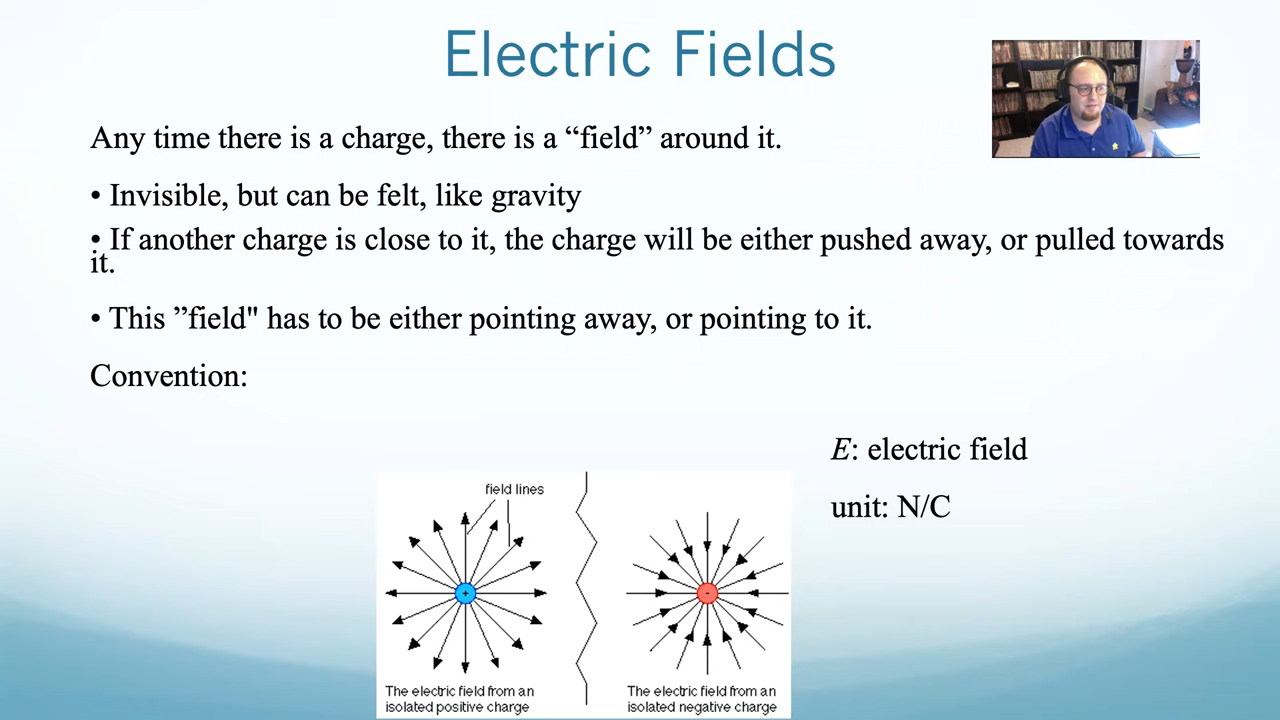 Electric Fields
Any time there is a charge, there is a “field” around it.
• Invisible, but can be felt, like gravity
• If another charge is close to it, the charge will be either pushed away, or pulled towards
it.
• This ”field" has to be either pointing away, or pointing to it.
Convention:
E: electric field
unit: N/C
field lines
+
-
The electric field from an
isolated positive charge
The electric field from an
isolated negative charge